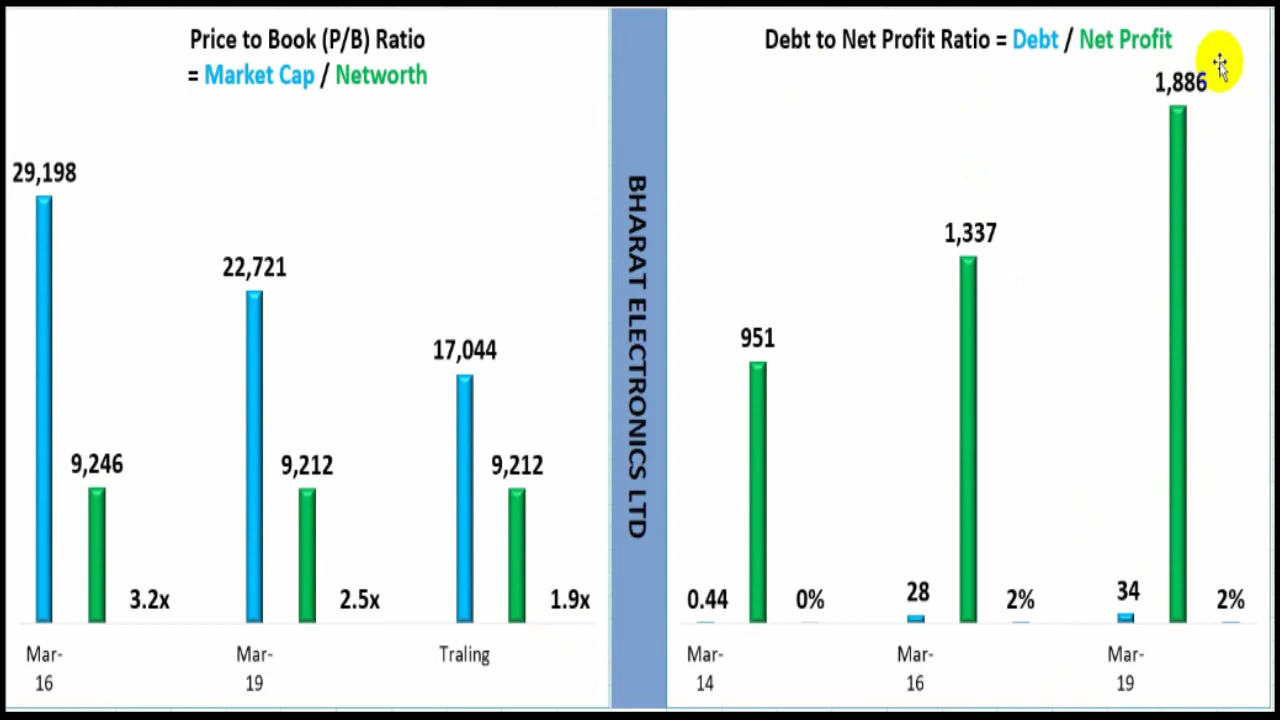 Price to Book (P/B) Ratio
= Market Cap / Networth
29,198
22,721
17,044
9,246
9,212
9,212
3.2x
2.5x
1.9x
Mar-
16
Mar-
19
Traling
BHARAT ELECTRONICS LTD
Debt to Net Profit Ratio = Debt / Net Profit
1,886
1,337
951
0.44
0%
28
2%
34
2%
Mar-
14
Mar-
16
Mar-
19